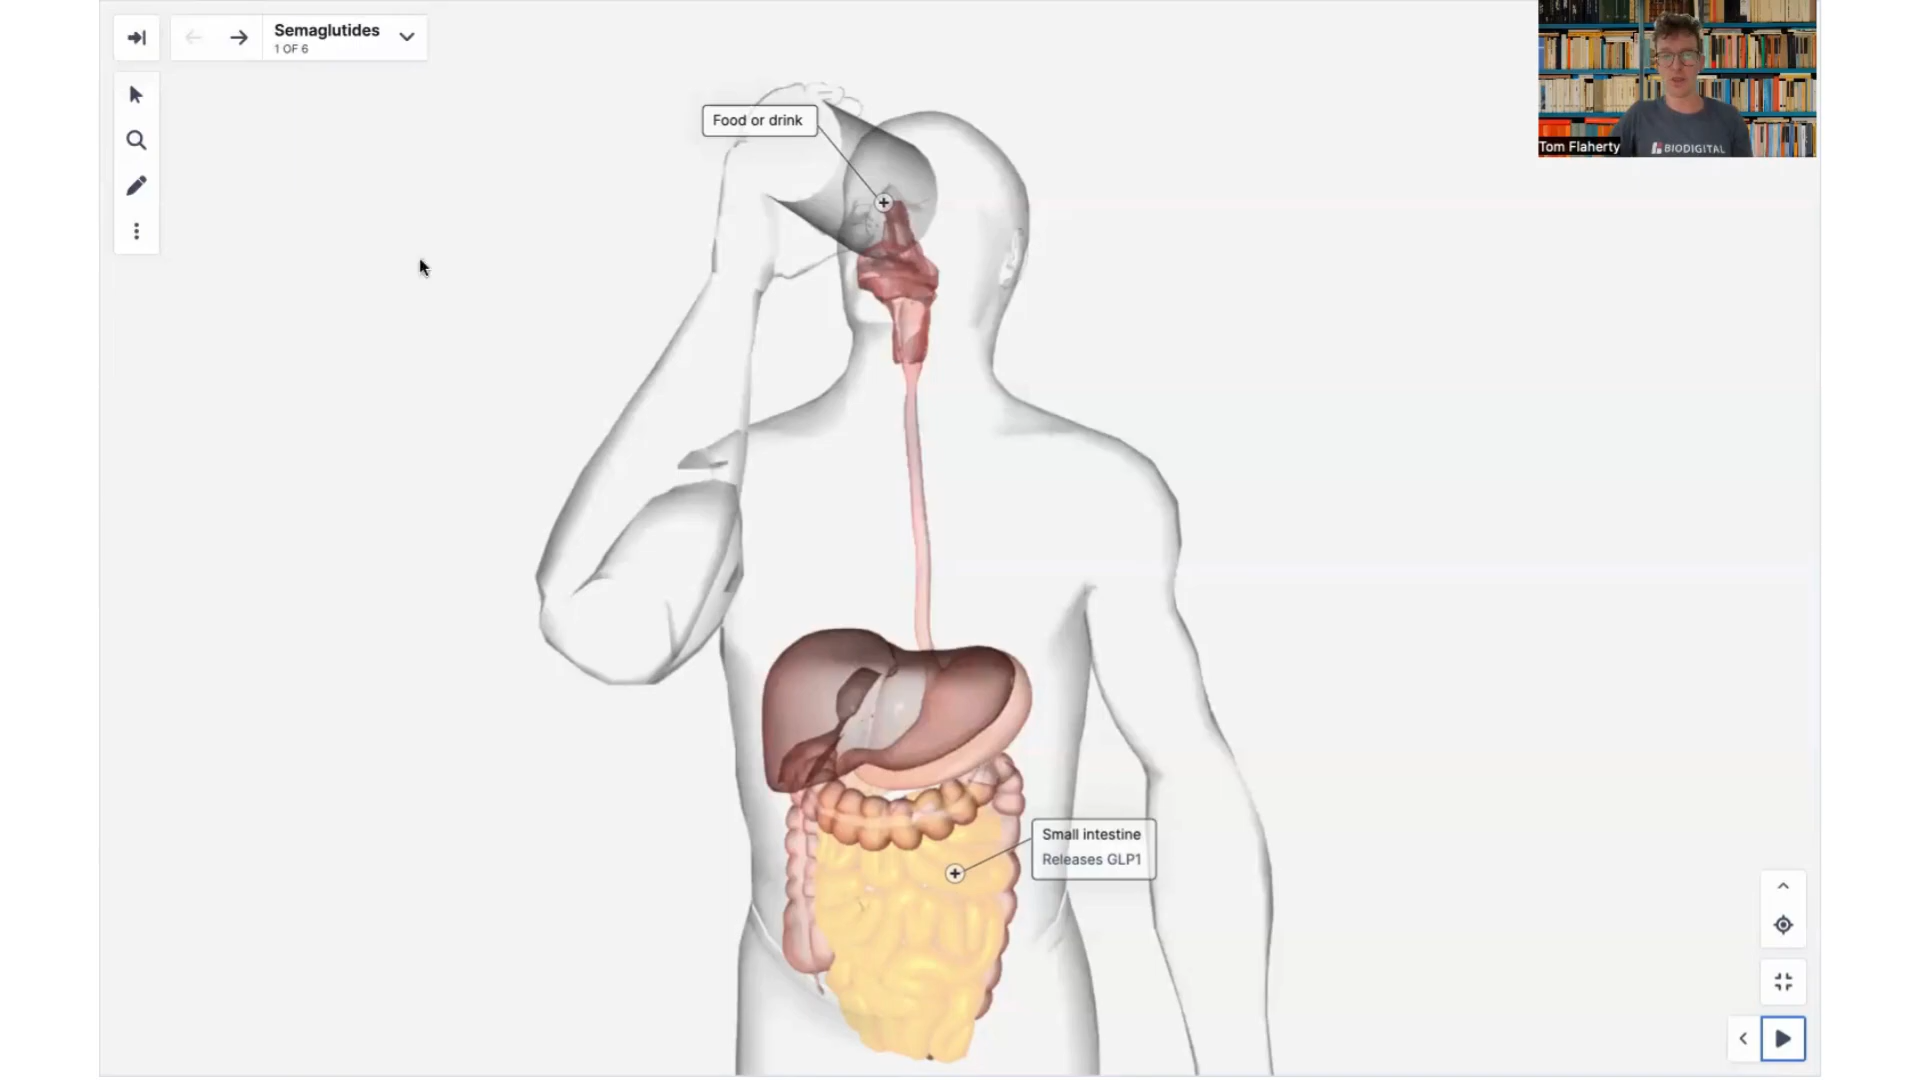 Semaglutides
1 OF 6
Food or drink
Tom Flaherty
BIODIGITAL
Small intestine
Releases GLP1